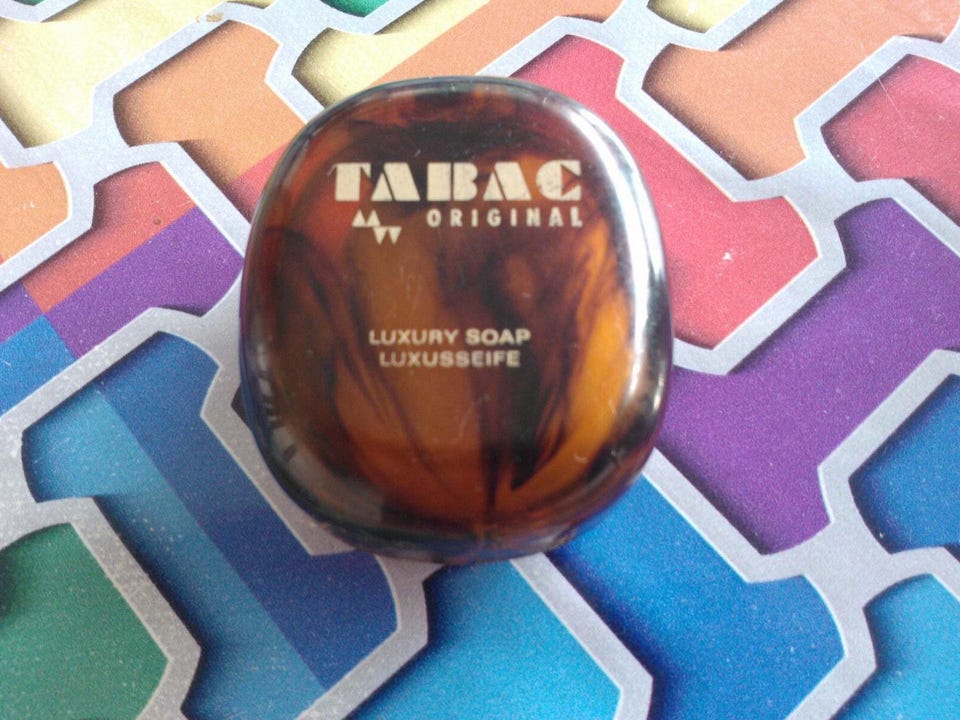 TABAC
ORIGINAL
LUXURY SOAP
LUXUSSEIFE